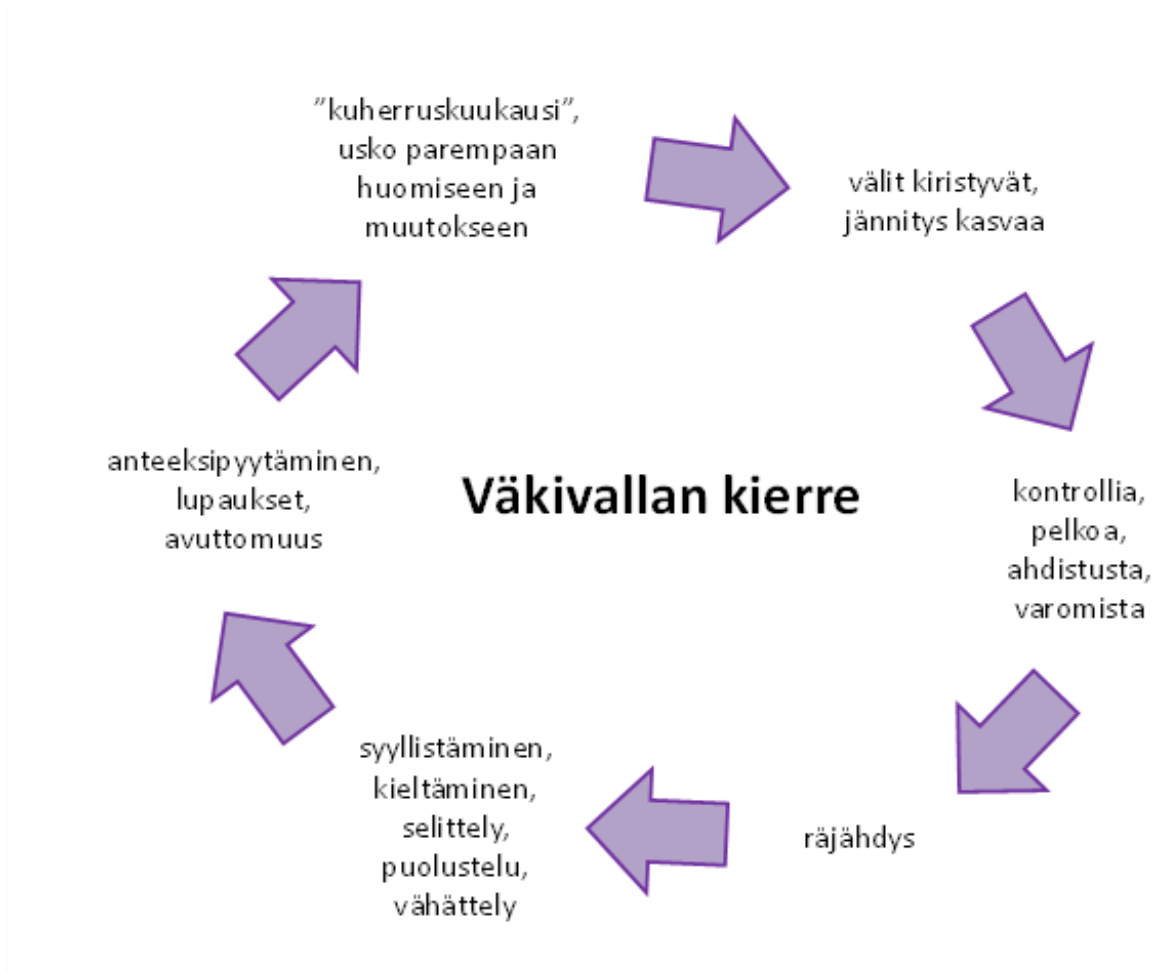 "kuherruskuukausi",
usko parempaan
huomiseen ja
muutokseen
välit kiristyvät,
jännitys kasvaa
kontrollia,
pelkoa,
ahdistusta,
varomista
räjähdys
syyllistäminen,
kieltäminen,
selittely,
puolustelu,
vähättely
anteeksipyytäminen,
lupaukset,
avuttomuus
Väkivallan kierre